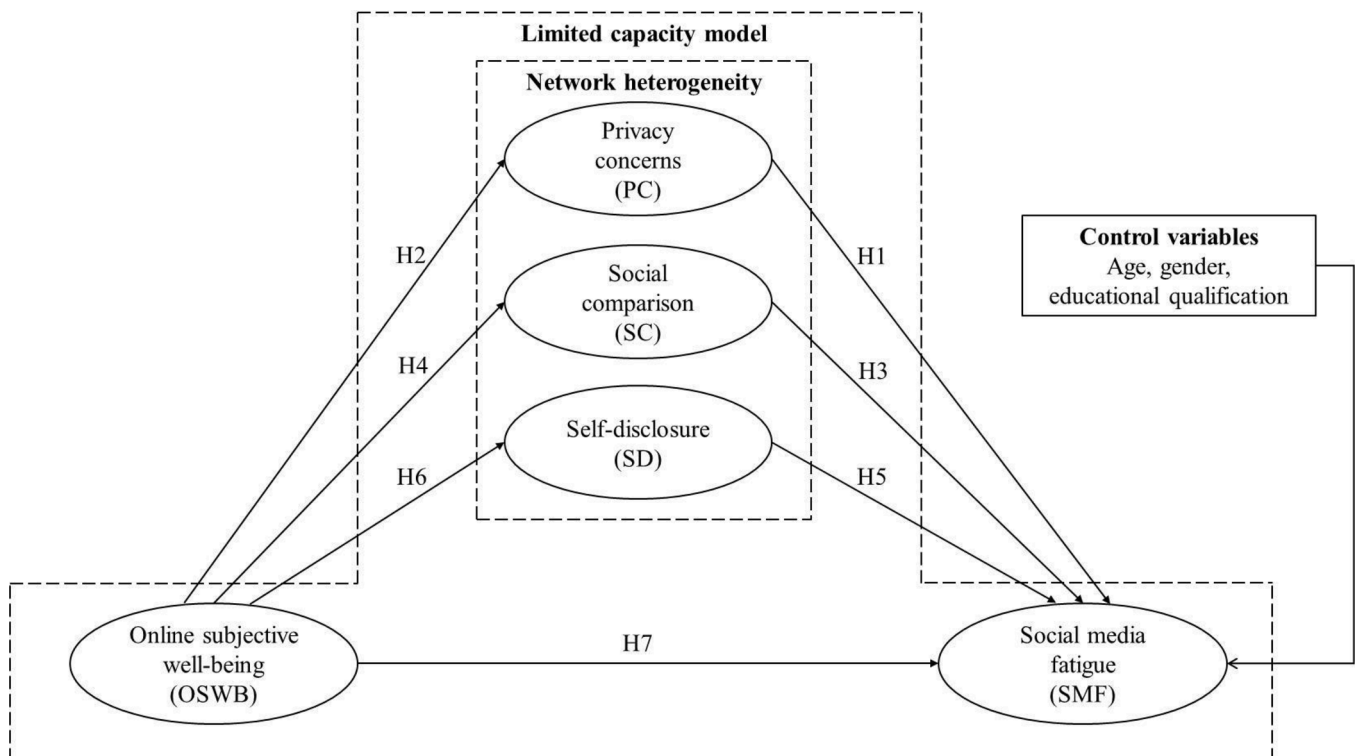 Limited capacity model
Network heterogeneity
Privacy
concerns
(PC)
H2
H1
Control variables
Age, gender,
educational qualification
Social
comparison
(SC)
H4
H3
Self-disclosure
(SD)
H6
H5
Online subjective
well-being
(OSWB)
H7
Social media
fatigue
(SMF)